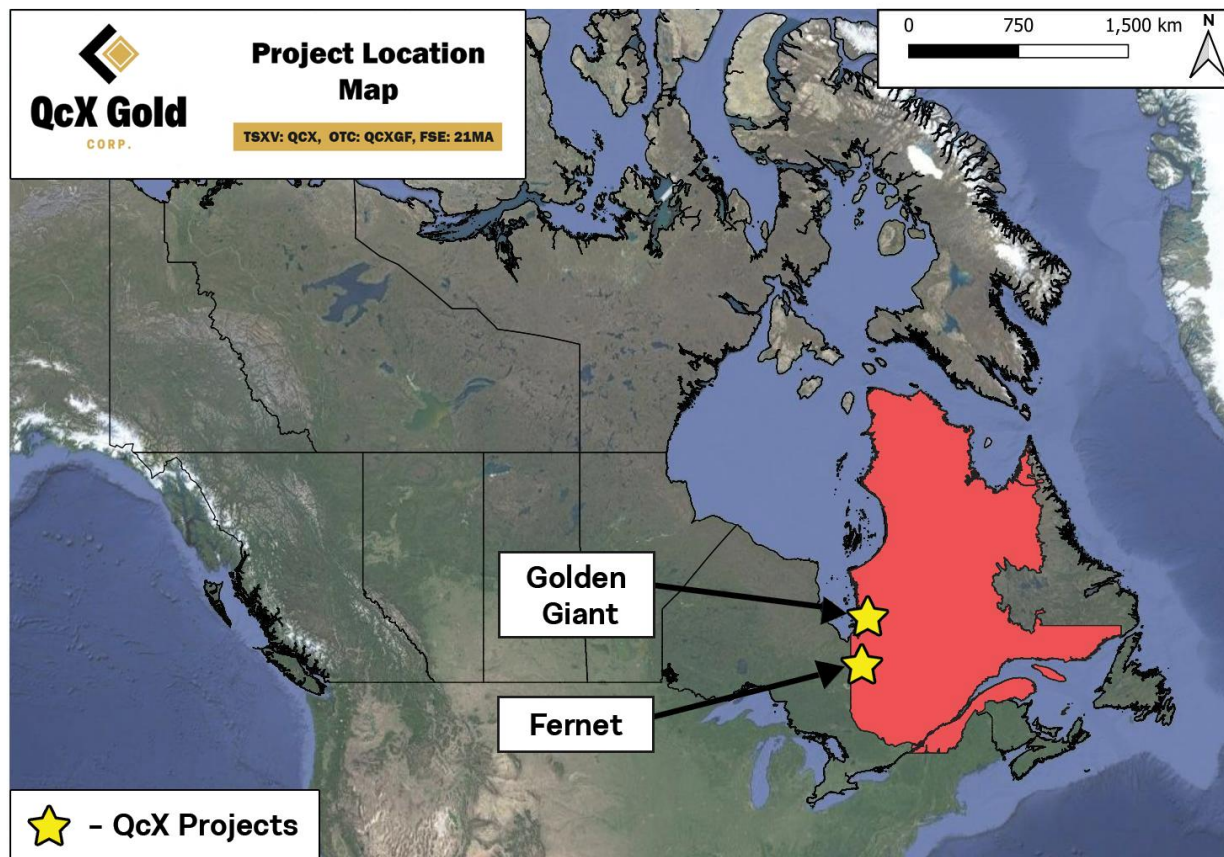 QcX Gold
CORP.
Project Location
Map
TSXV: QCX, OTC: QCXGF, FSE: 21MA
0 750 1,500 km
N
Golden
Giant
Fernet
- QcX Projects